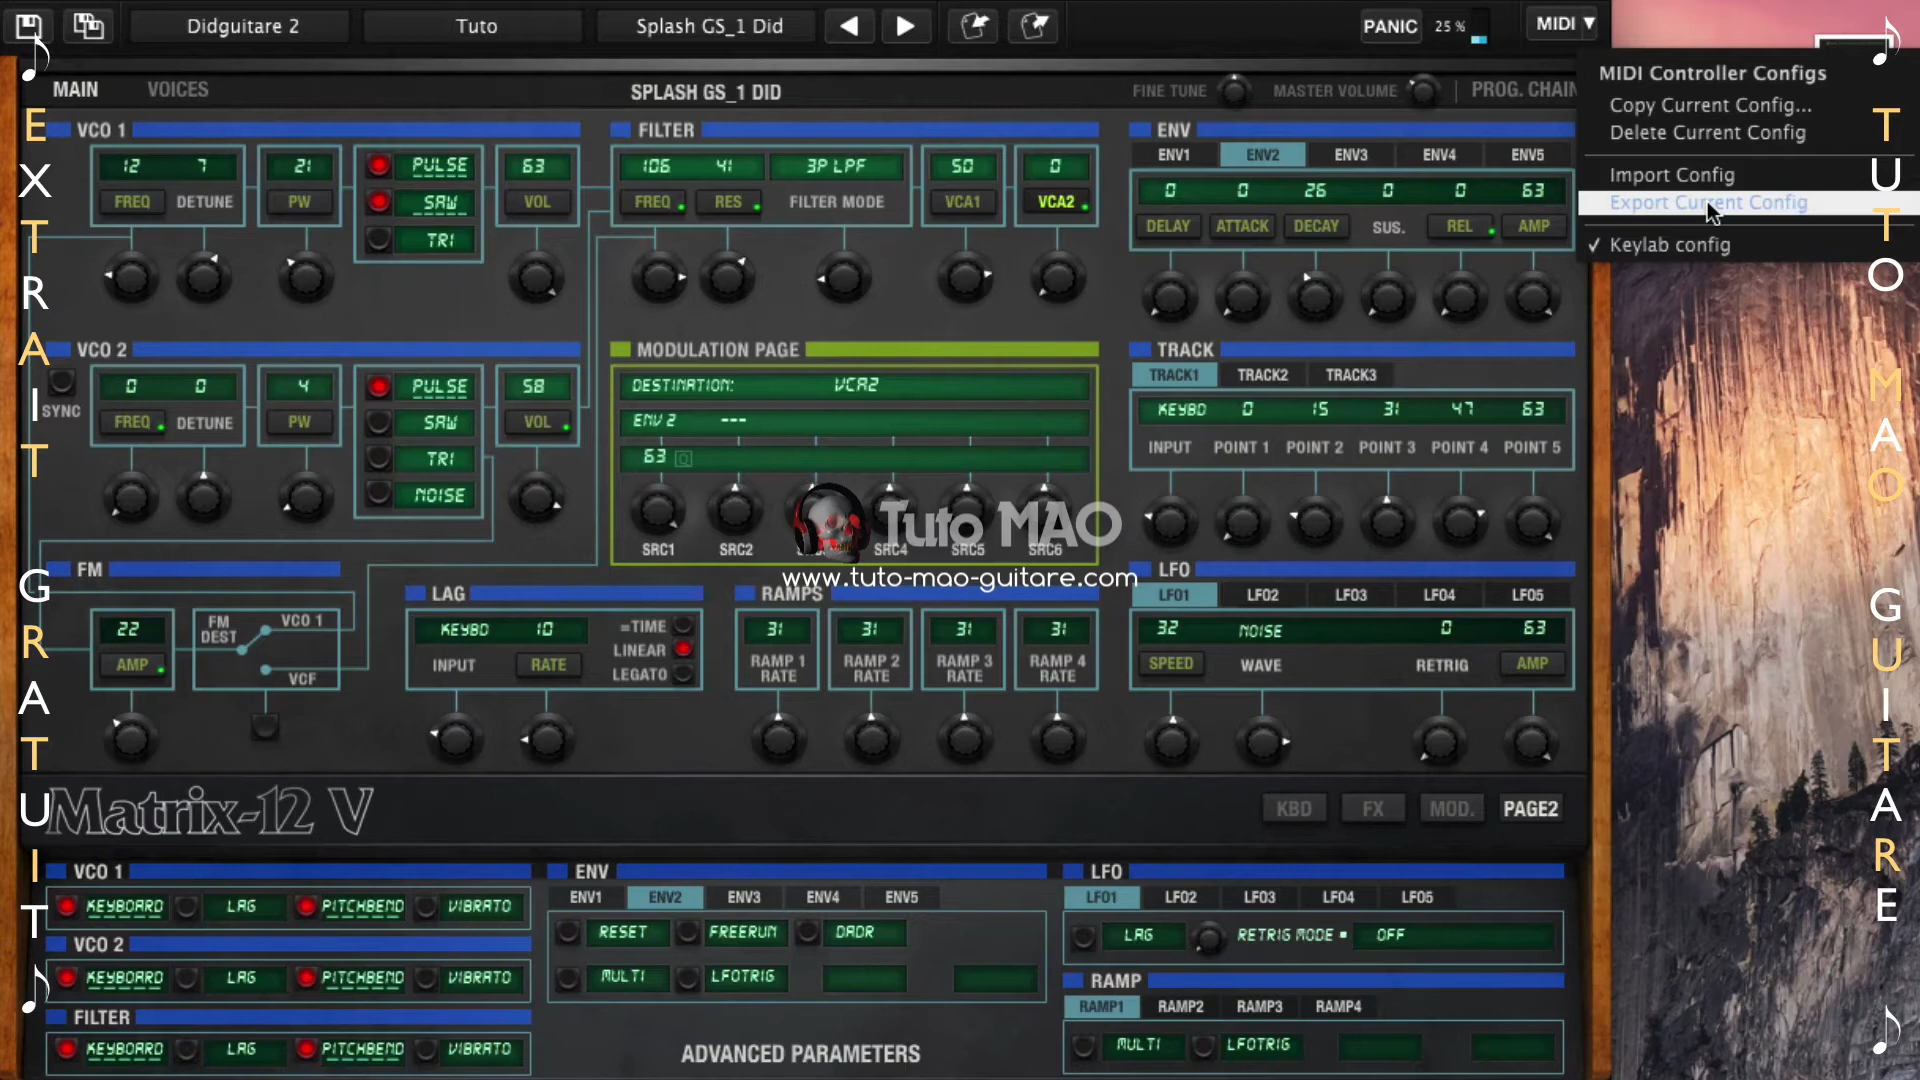 Didguitare 2 Tuto Splash GS_1 Did PANIC 25 % MIDI ▼
MIDI Controller Configs
Copy Current Config...
Delete Current Config
Import Config
Export Current Config
✓ Keylab config
MAIN VOICES SPLASH GS_1 DID FINE TUNE MASTER VOLUME PROG. CHAIN
VCO 1
12 7 21 PULSE 63
FREQ DETUNE PW SAW VOL
TRI
FILTER
106 41 3P LPF 50 0
FREQ RES FILTER MODE VCA1 VCA2
ENV
ENV1 ENV2 ENV3 ENV4 ENV5
0 0 26 0 0 63
DELAY ATTACK DECAY SUS. REL AMP
VCO 2
SYNC
0 0 4 PULSE 58
FREQ DETUNE PW SAW VOL
TRI
NOISE
MODULATION PAGE
DESTINATION: VCA2
ENV 2 ---
63 Q
SRC1 SRC2 SRC4 SRC5 SRC6
TRACK
TRACK1 TRACK2 TRACK3
KEYBD 0 15 31 47 63
INPUT POINT 1 POINT 2 POINT 3 POINT 4 POINT 5
Tuto MAO
www.tuto-mao-guitare.com
FM
22
AMP
FM DEST VCO 1
VCF
LAG
KEYBD 10
INPUT RATE
=TIME
LINEAR
LEGATO
RAMPS
31 31 31 31
RAMP 1 RAMP 2 RAMP 3 RAMP 4
RATE RATE RATE RATE
LFO
LFO1 LFO2 LFO3 LFO4 LFO5
32 NOISE 0 63
SPEED WAVE RETRIG AMP
Matrix-12 V
KBD FX MOD. PAGE2
VCO 1
KEYBOARD LAG PITCHBEND VIBRATO
VCO 2
KEYBOARD LAG PITCHBEND VIBRATO
FILTER
KEYBOARD LAG PITCHBEND VIBRATO
ENV
ENV1 ENV2 ENV3 ENV4 ENV5
RESET FREERUN DADR
MULTI LFOTRIG
ADVANCED PARAMETERS
LFO
LFO1 LFO2 LFO3 LFO4 LFO5
LAG RETRIG MODE = OFF
RAMP
RAMP1 RAMP2 RAMP3 RAMP4
MULTI LFOTRIG
EXTRAIT GRATUIT
TUTO MAO GUITARE